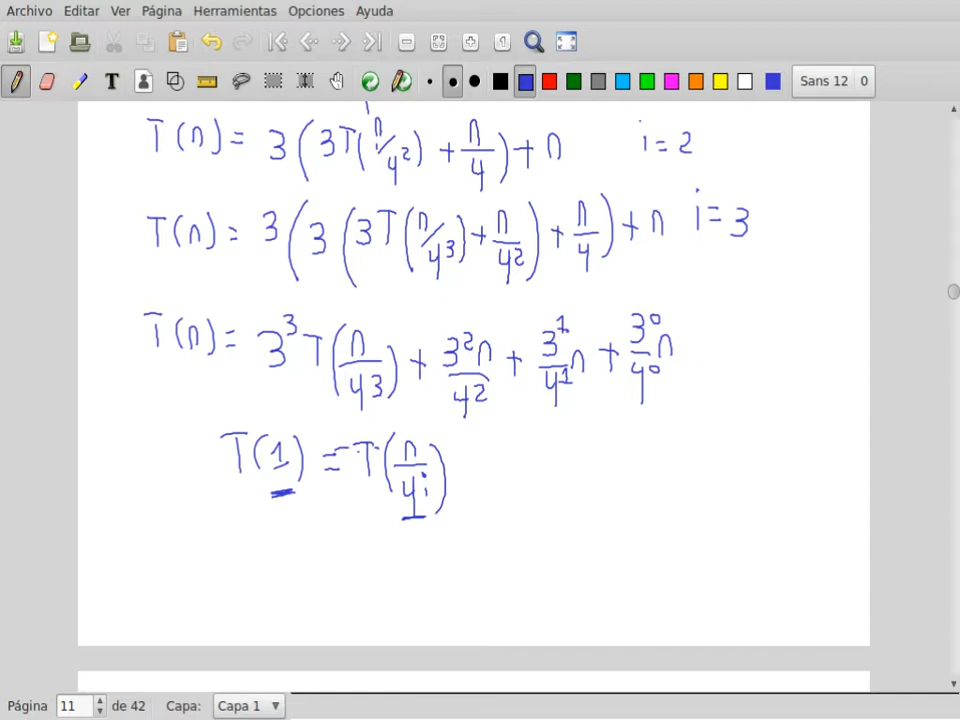 Archivo Editar Ver Página Herramientas Opciones Ayuda
Sans 12 0
T(n) = 3(3T(n/4²) + n/4) + n i = 2
T(n) = 3(3(3T(n/4³) + n/4²) + n/4) + n i = 3
T(n) = 3³ T(n/4³) + 3²n/4² + 3¹/4¹ n + 3⁰/4⁰ n
T(1) = T(n/4ⁱ)
Página 11 de 42 Capa: Capa 1